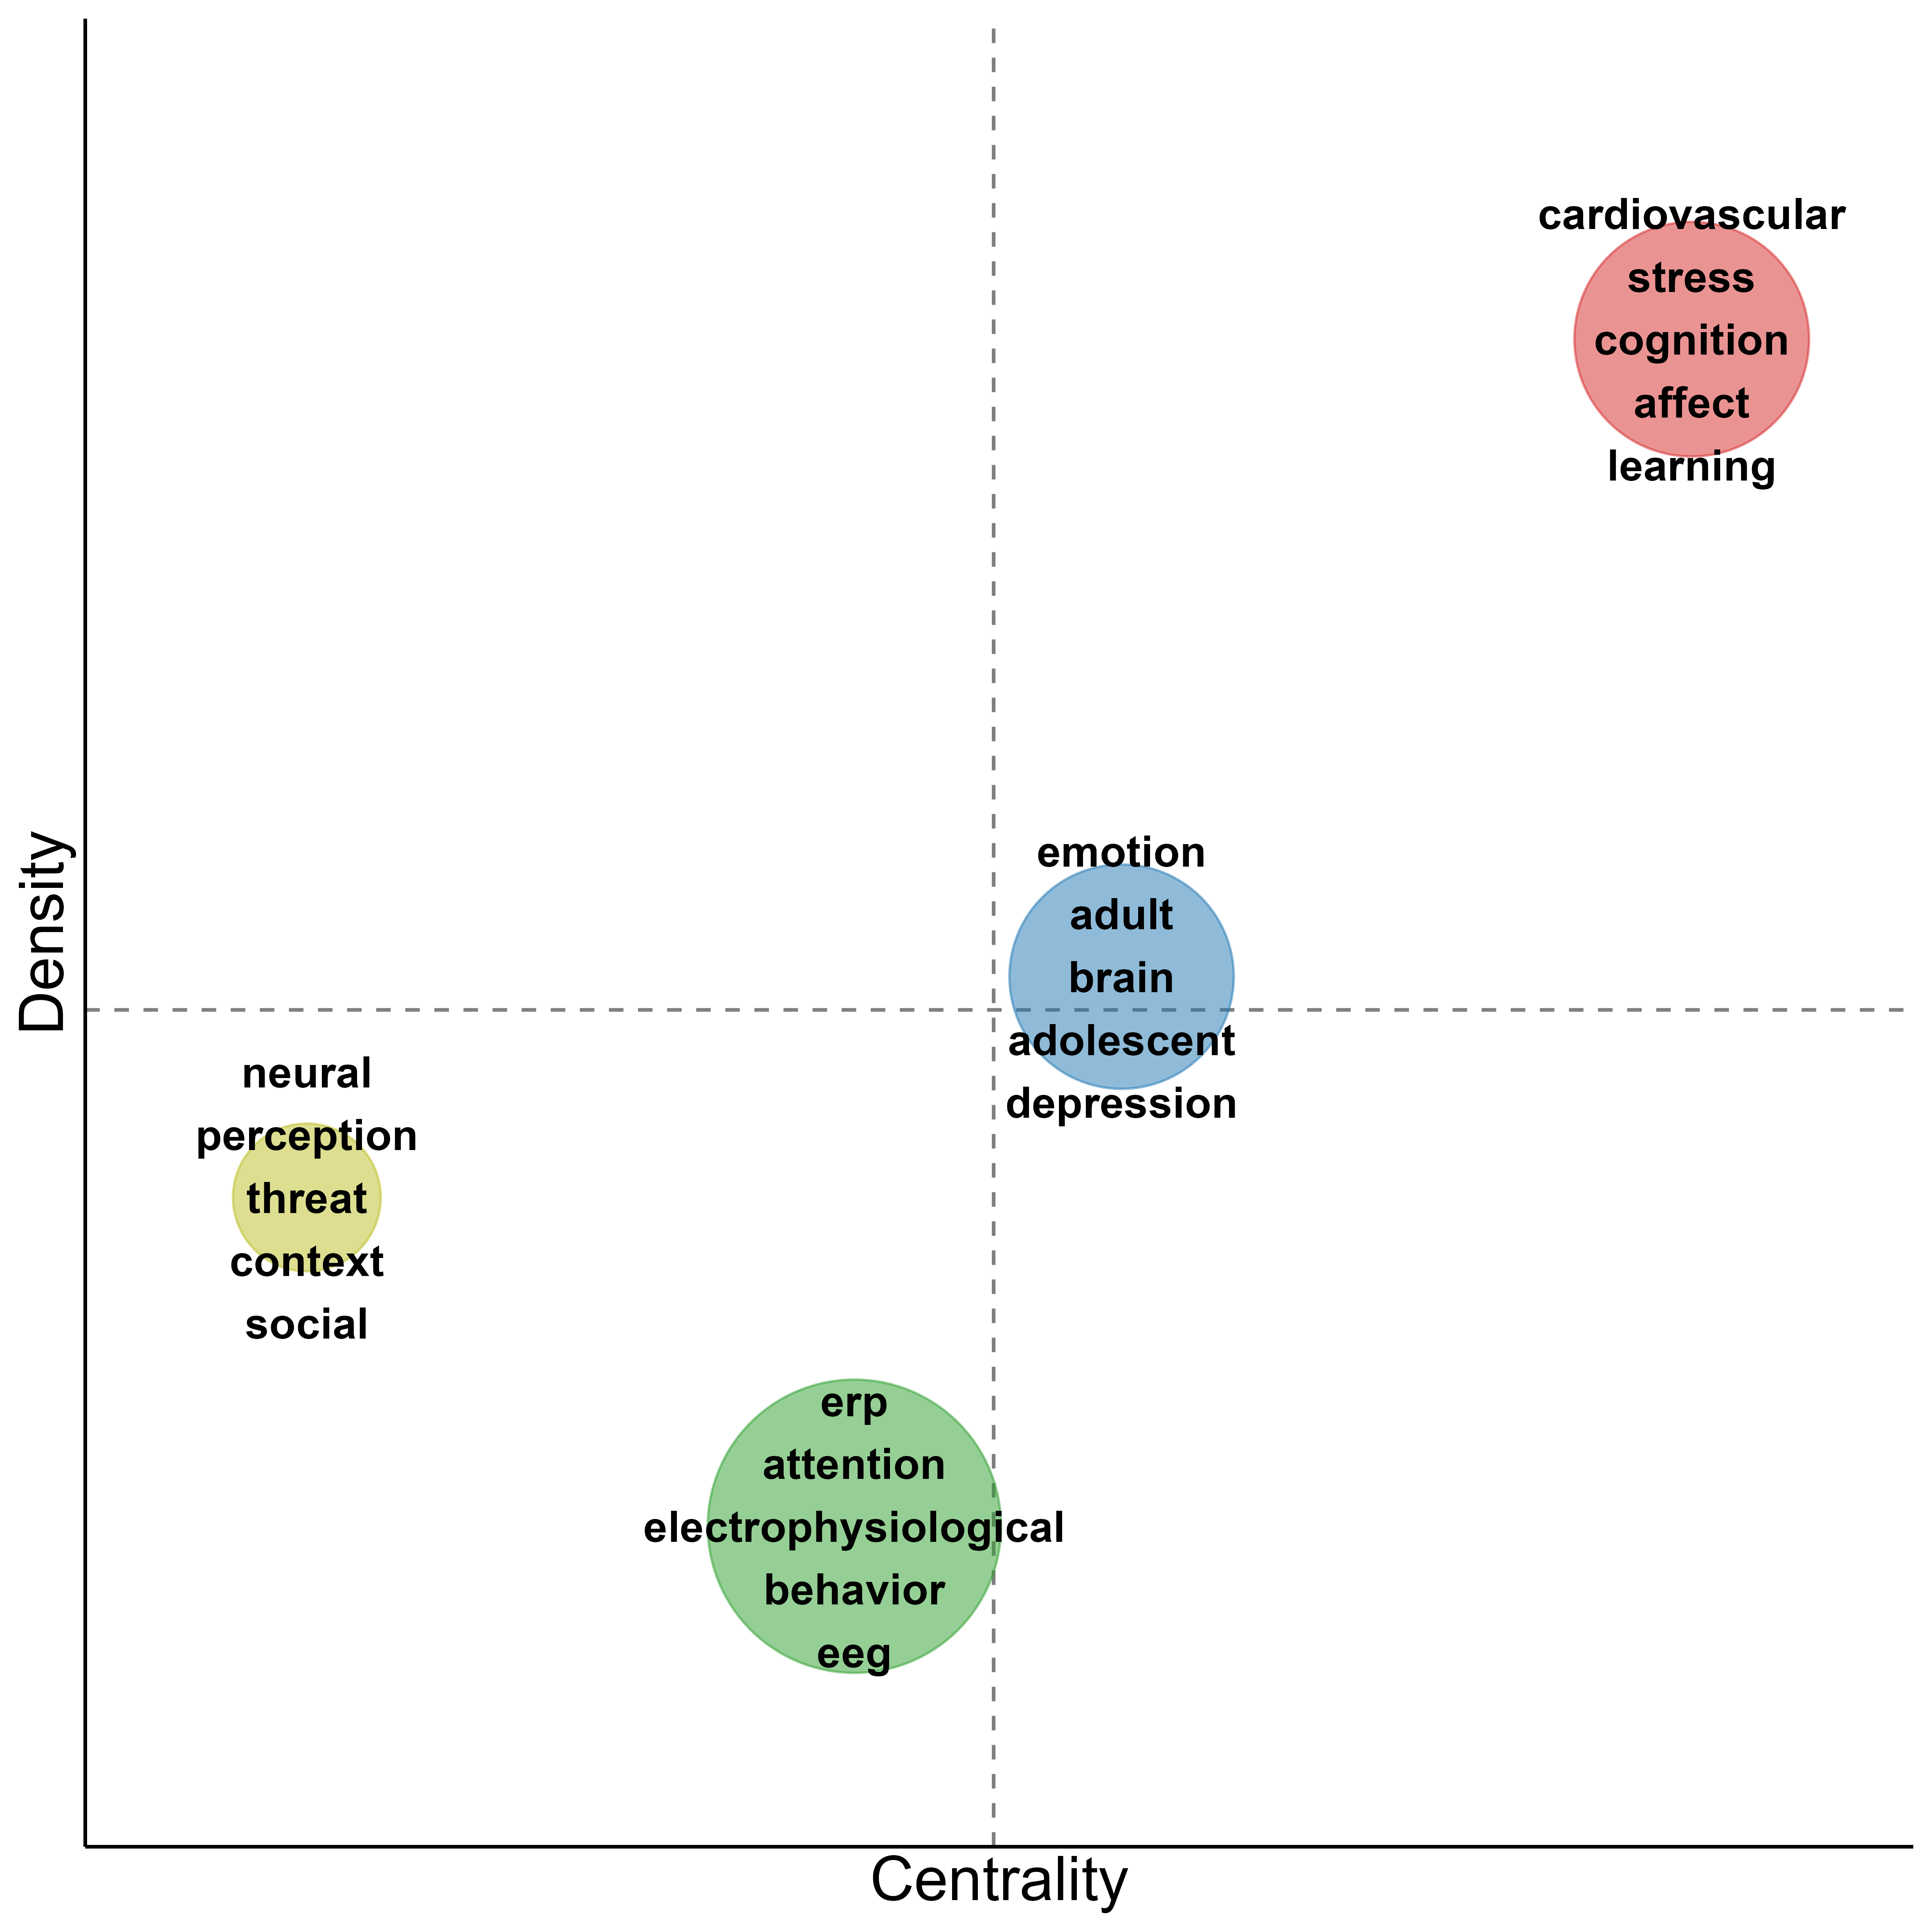 cardiovascular
stress
cognition
affect
learning
emotion
adult
brain
adolescent
depression
Density
neural
perception
threat
context
social
erp
attention
electrophysiological
behavior
eeg
Centrality